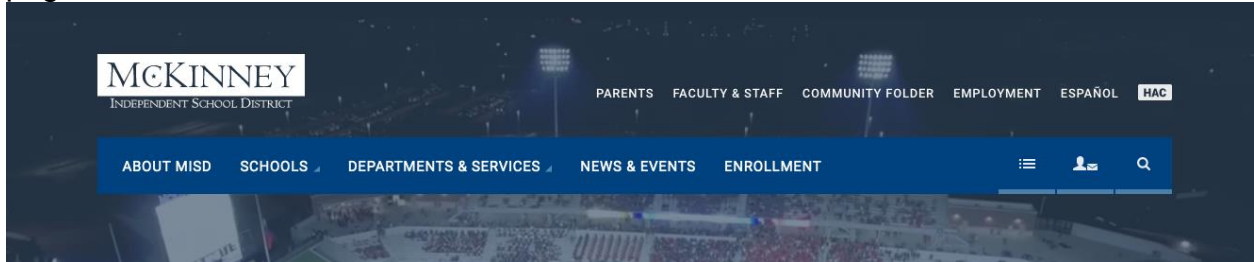 McKINNEY
INDEPENDENT SCHOOL DISTRICT
PARENTS FACULTY & STAFF COMMUNITY FOLDER EMPLOYMENT ESPAÑOL HAC
ABOUT MISD SCHOOLS DEPARTMENTS & SERVICES NEWS & EVENTS ENROLLMENT